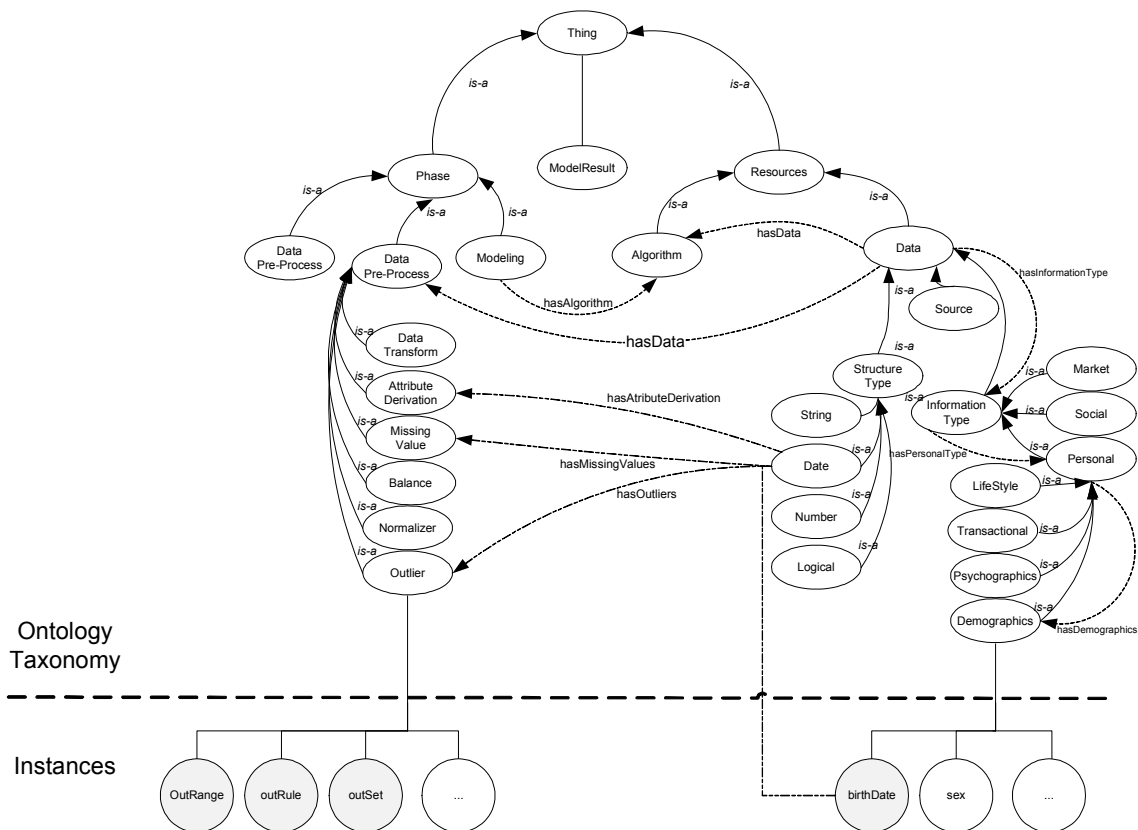 Thing
is-a
is-a
ModelResult
Phase
Resources
is-a
is-a
is-a
is-a
is-a
Data
Pre-Process
Data
Pre-Process
Modeling
Algorithm
hasData
Data
hasInformationType
hasAlgorithm
is-a
Source
hasData
is-a
Data
Transform
is-a
Structure
Type
Market
is-a
Attribute
Derivation
is-a
hasAtributeDerivation
is-a
Information
Type
String
Social
is-a
Missing
Value
is-a
hasMissingValues
hasPersonalType
is-a
Personal
Date
is-a
Balance
is-a
LifeStyle
is-a
hasOutliers
Normalizer
is-a
Number
is-a
Transactional
is-a
Outlier
is-a
Logical
is-a
Psychographics
is-a
Demographics
is-a
hasDemographics
Ontology
Taxonomy
Instances
OutRange
outRule
outSet
...
birthDate
sex
...